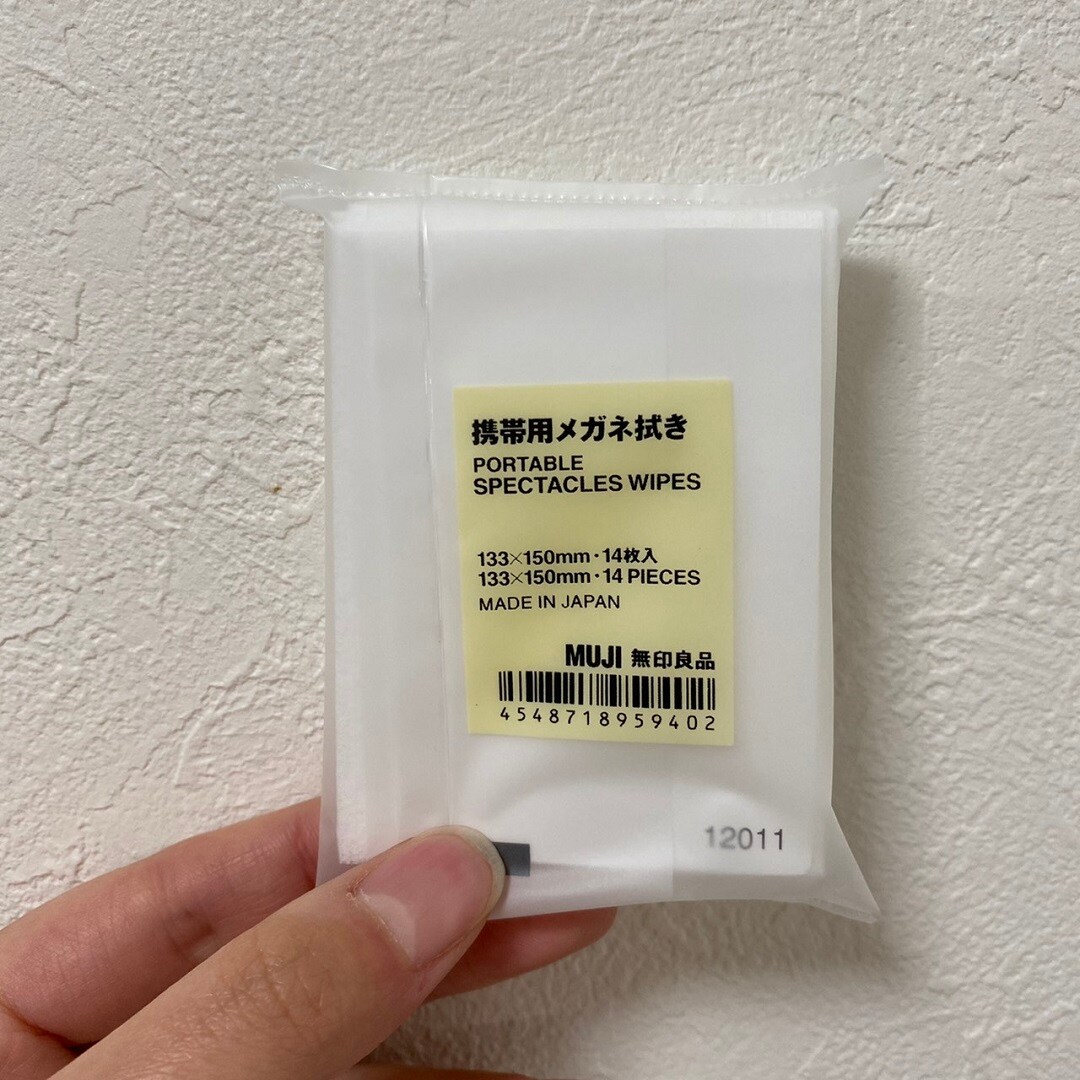 携帯用メガネ拭き
PORTABLE
SPECTACLES WIPES
133×150mm・14枚入
133×150mm・14 PIECES
MADE IN JAPAN
MUJI 無印良品
4548718959402
12011